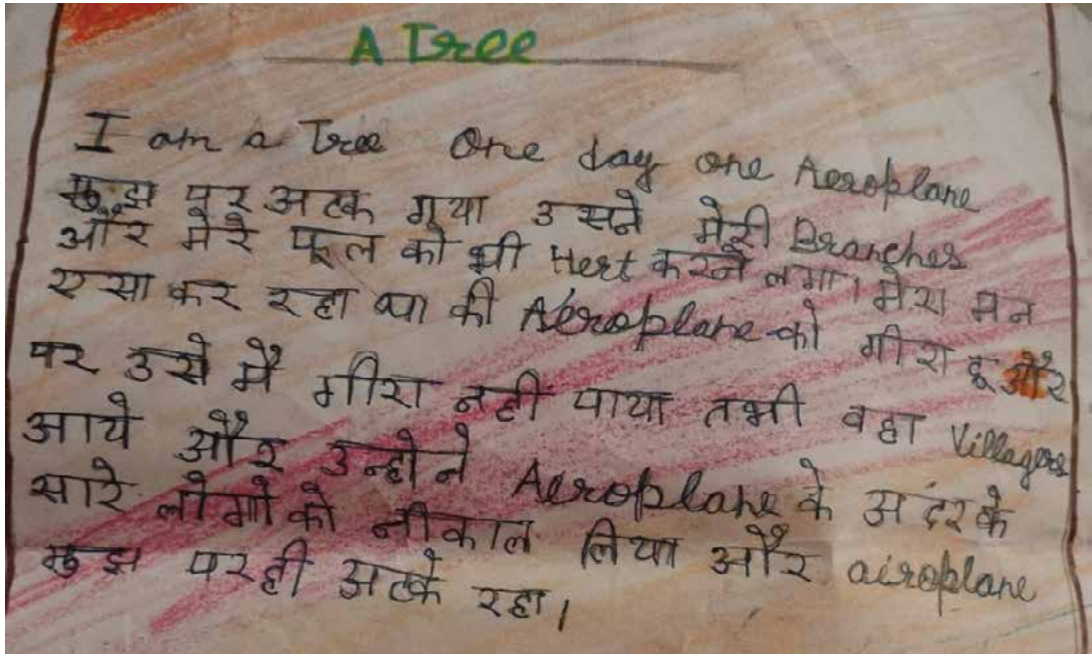 A Tree
I am a Tree One day one Aeroplane
मुझ पर अटक गया उसने मेरी Branches
और मेरे फूल को भी Hert करने लगा। मेरा मन
एसा कर रहा था की Aeroplane को गीरा दू और
पर उसे मै गीरा नही पाया तभी वहा Villagers
आये और उन्होने Aeroplane के अंदर के
सारे लोगो को नीकाल लिया और airoplane
मुझ पर ही अटके रहा।